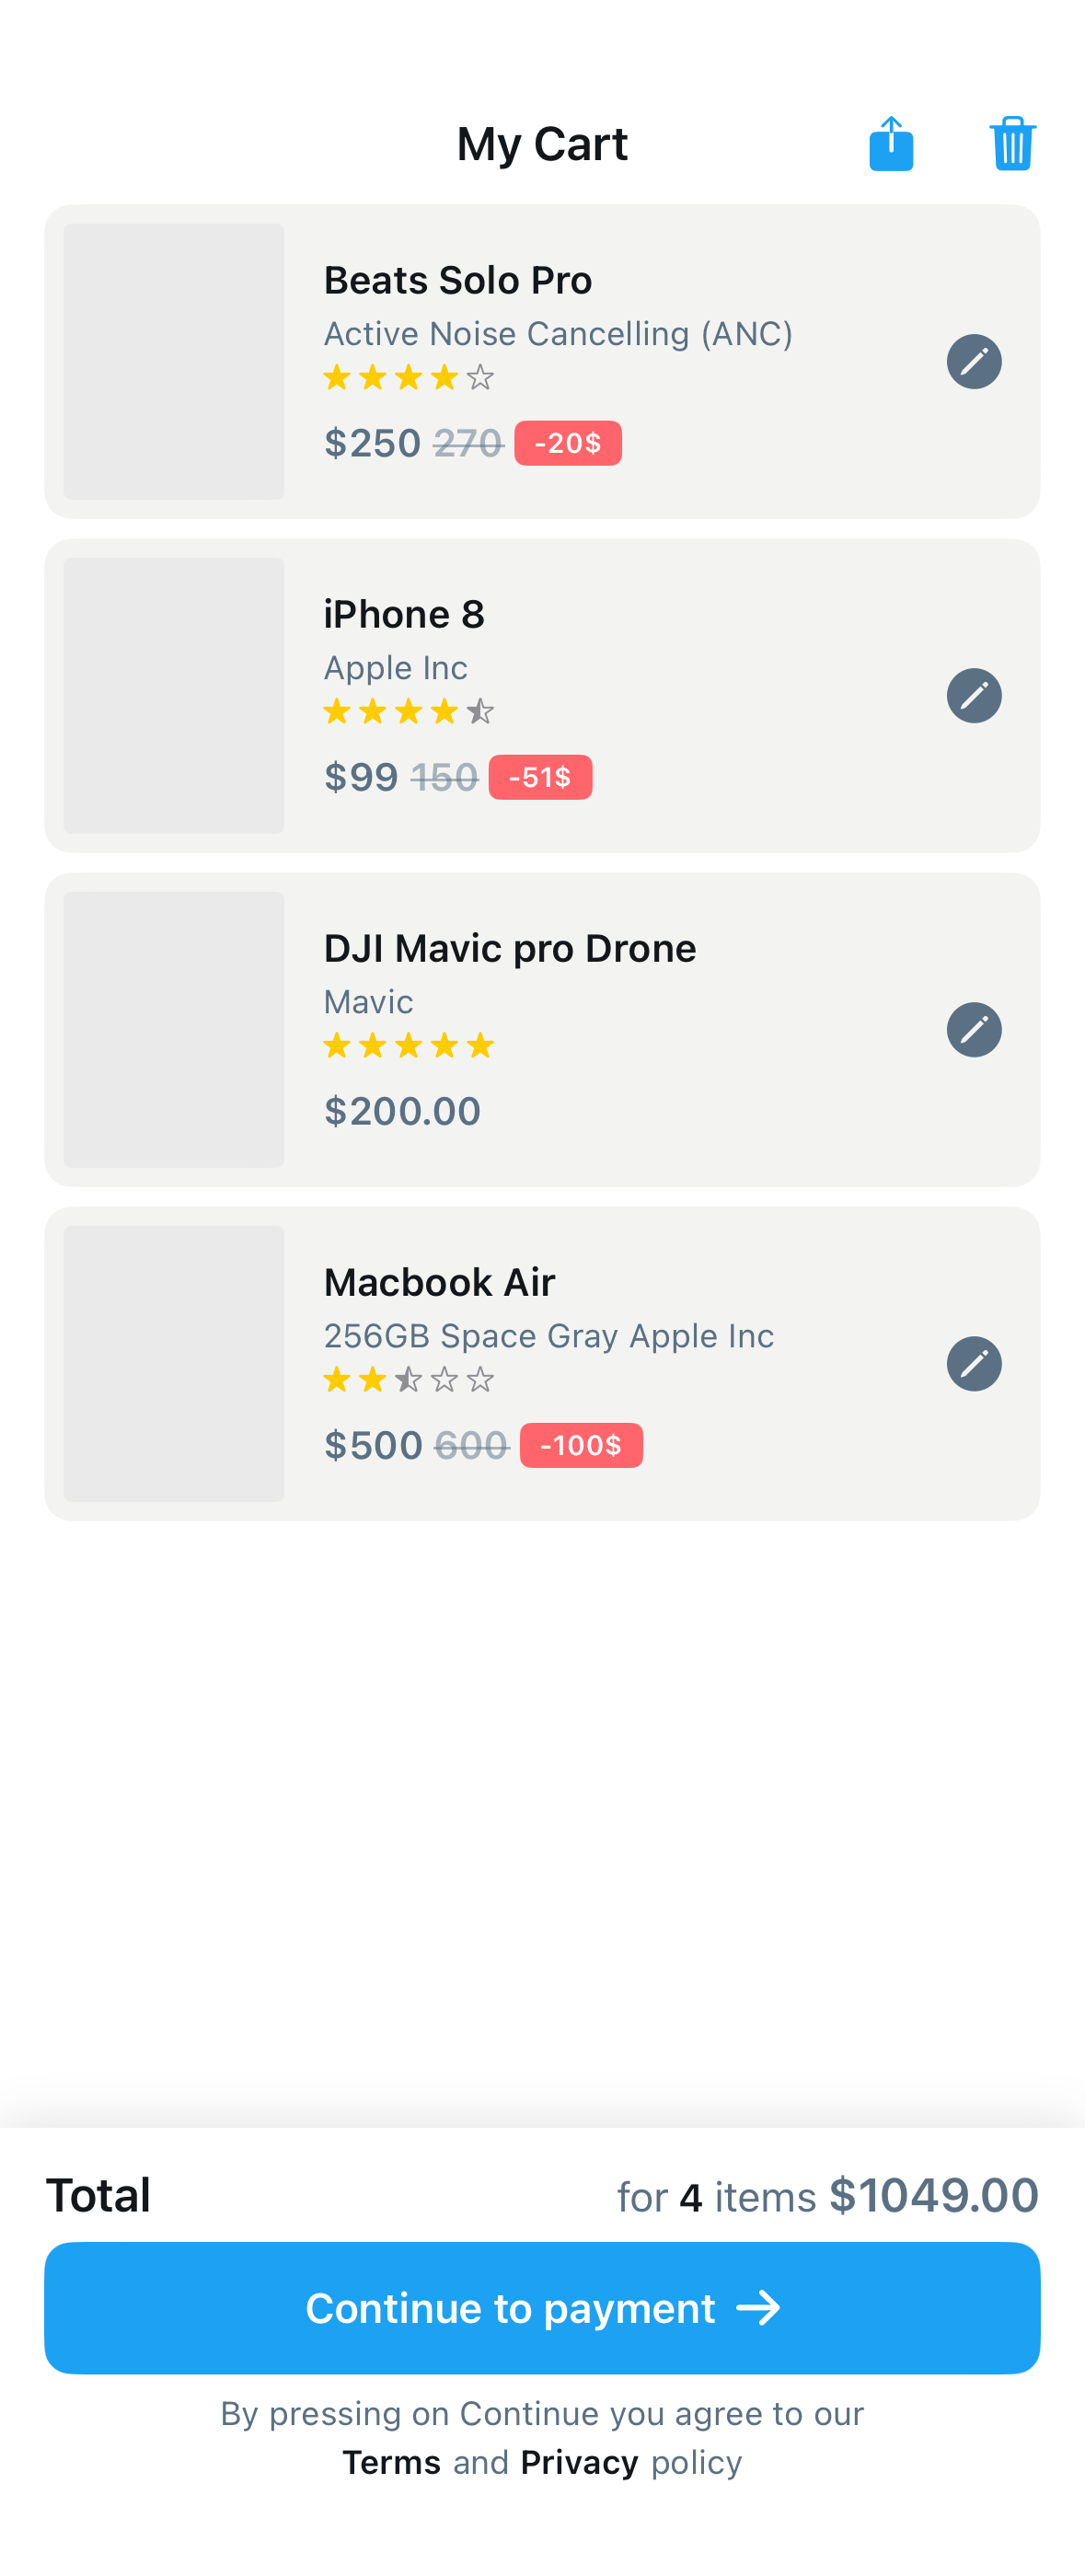 My Cart
Beats Solo Pro
Active Noise Cancelling (ANC)
$250 270 -20$
iPhone 8
Apple Inc
$99 150 -51$
DJI Mavic pro Drone
Mavic
$200.00
Macbook Air
256GB Space Gray Apple Inc
$500 600 -100$
Total for 4 items $1049.00
Continue to payment →
By pressing on Continue you agree to our
Terms and Privacy policy